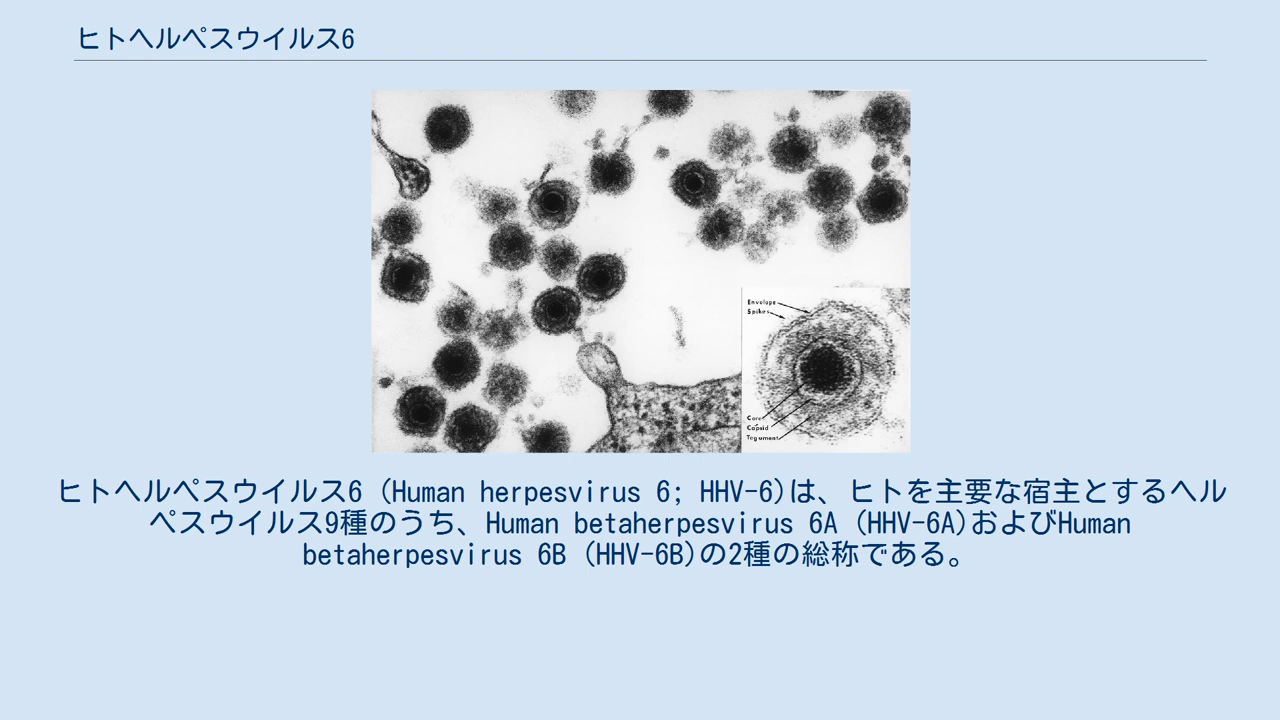 ヒトヘルペスウイルス6
Envelope
Spikes
Core
Capsid
Tegument
ヒトヘルペスウイルス6 (Human herpesvirus 6; HHV-6)は、ヒトを主要な宿主とするヘル
ペスウイルス9種のうち、Human betaherpesvirus 6A (HHV-6A)およびHuman
betaherpesvirus 6B (HHV-6B)の2種の総称である。